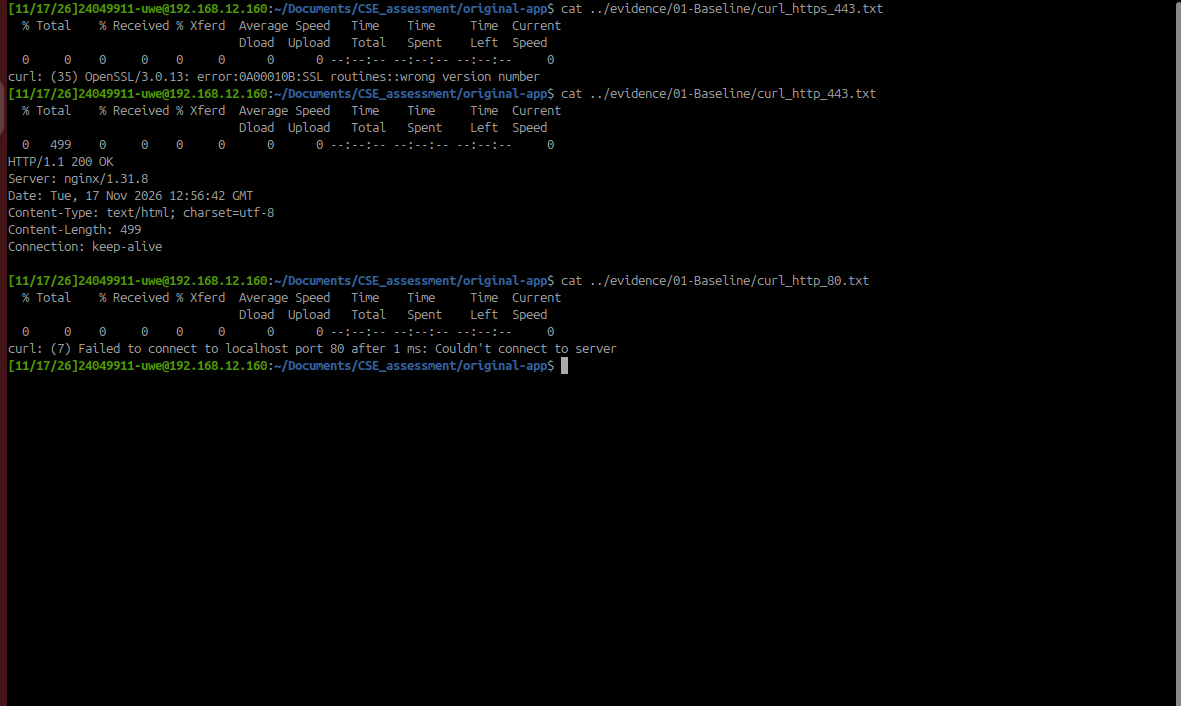 [11/17/26]24049911-uwe@192.168.12.160:~/Documents/CSE_assessment/original-app$ cat ../evidence/01-Baseline/curl_https_443.txt
  % Total    % Received % Xferd  Average Speed   Time    Time     Time  Current
                                 Dload  Upload   Total   Spent    Left  Speed
  0     0    0     0    0     0      0      0 --:--:-- --:--:-- --:--:--     0
curl: (35) OpenSSL/3.0.13: error:0A00010B:SSL routines::wrong version number
[11/17/26]24049911-uwe@192.168.12.160:~/Documents/CSE_assessment/original-app$ cat ../evidence/01-Baseline/curl_http_443.txt
  % Total    % Received % Xferd  Average Speed   Time    Time     Time  Current
                                 Dload  Upload   Total   Spent    Left  Speed
  0   499    0     0    0     0      0      0 --:--:-- --:--:-- --:--:--     0
HTTP/1.1 200 OK
Server: nginx/1.31.8
Date: Tue, 17 Nov 2026 12:56:42 GMT
Content-Type: text/html; charset=utf-8
Content-Length: 499
Connection: keep-alive

[11/17/26]24049911-uwe@192.168.12.160:~/Documents/CSE_assessment/original-app$ cat ../evidence/01-Baseline/curl_http_80.txt
  % Total    % Received % Xferd  Average Speed   Time    Time     Time  Current
                                 Dload  Upload   Total   Spent    Left  Speed
  0     0    0     0    0     0      0      0 --:--:-- --:--:-- --:--:--     0
curl: (7) Failed to connect to localhost port 80 after 1 ms: Couldn't connect to server
[11/17/26]24049911-uwe@192.168.12.160:~/Documents/CSE_assessment/original-app$